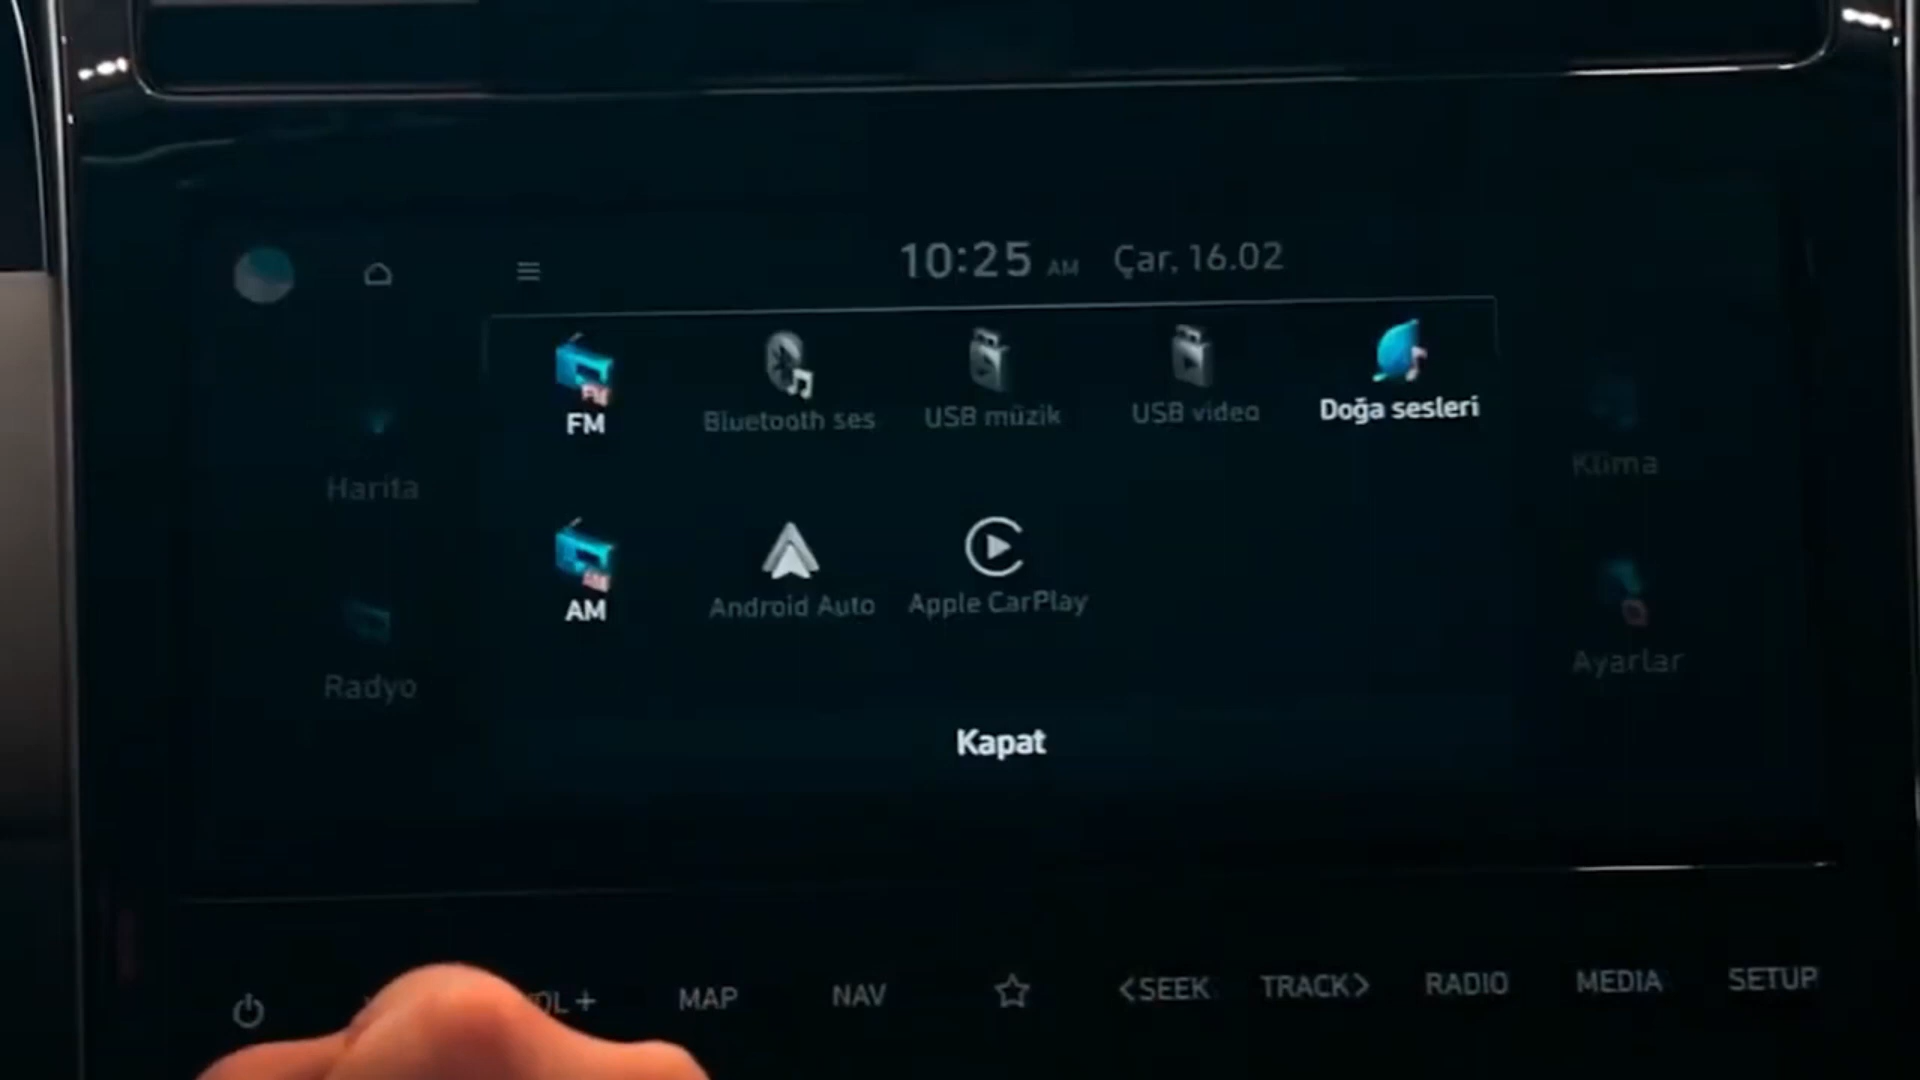 10:25 AM Çar, 16.02
FM
Bluetooth ses
USB müzik
USB video
Doğa sesleri
Harita
Klima
AM
Android Auto
Apple CarPlay
Radyo
Ayarlar
Kapat
+
MAP
NAV
<SEEK
TRACK>
RADIO
MEDIA
SETUP